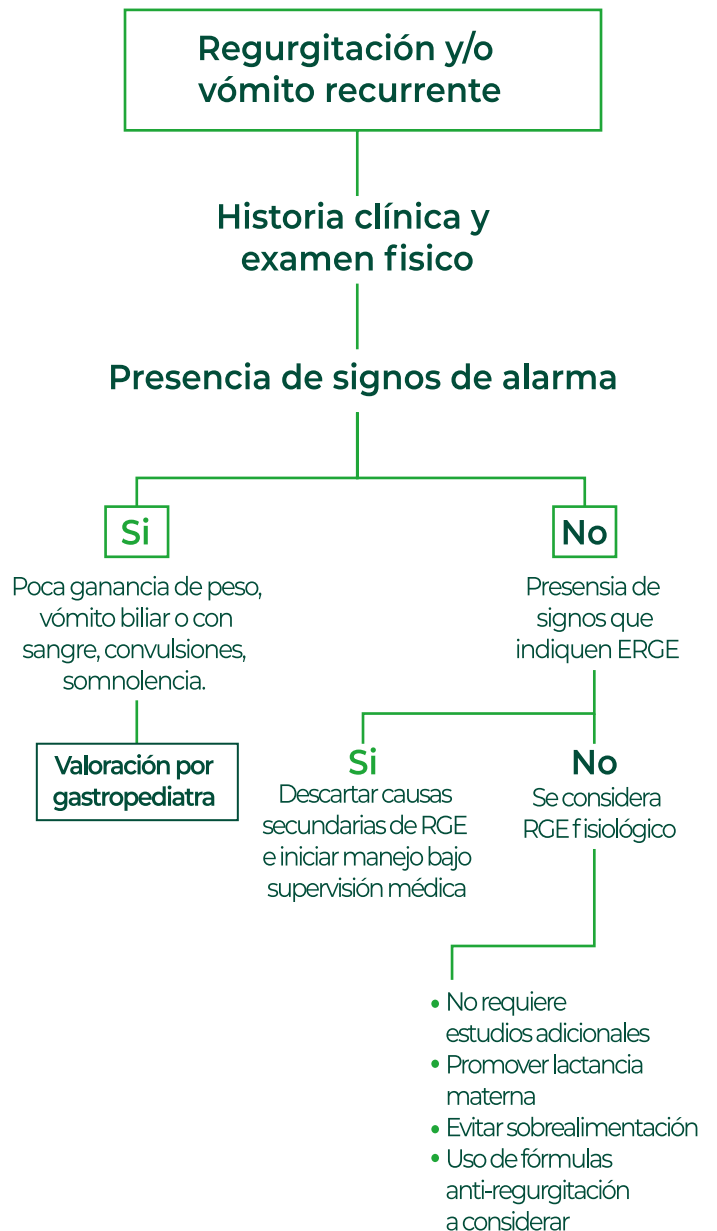 Regurgitación y/o
vómito recurrente
Historia clínica y
examen fisico
Presencia de signos de alarma
Si
Poca ganancia de peso,
vómito biliar o con
sangre, convulsiones,
somnolencia.
Valoración por
gastropediatra
No
Presensia de
signos que
indiquen ERGE
Si
Descartar causas
secundarias de RGE
e iniciar manejo bajo
supervisión médica
No
Se considera
RGE fisiológico
• No requiere
estudios adicionales
• Promover lactancia
materna
• Evitar sobrealimentación
• Uso de fórmulas
anti-regurgitación
a considerar